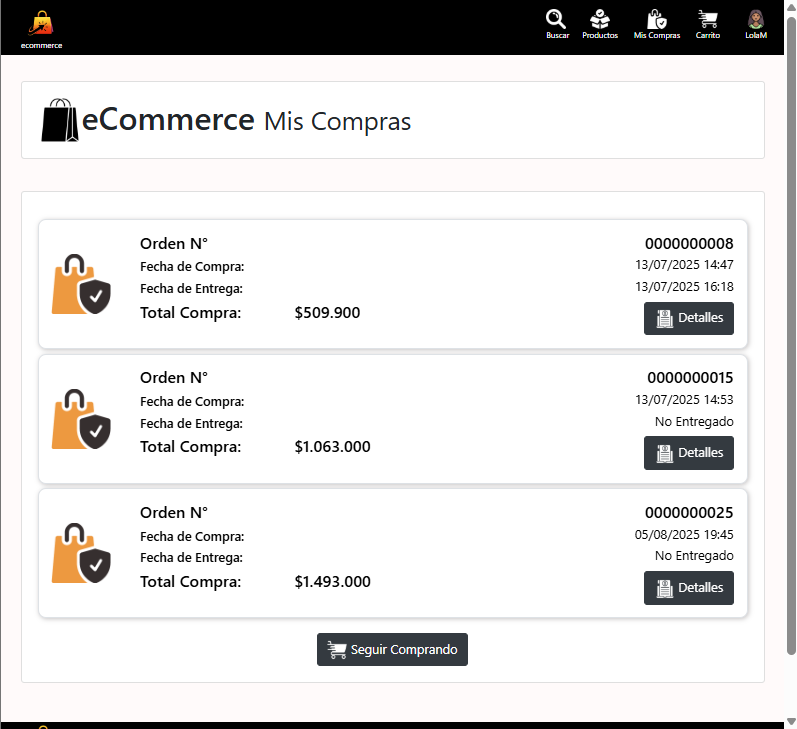 ecommerce
Buscar
Productos
Mis Compras
Carrito
LolaM
eCommerce Mis Compras
Orden N° 0000000008
Fecha de Compra: 13/07/2025 14:47
Fecha de Entrega: 13/07/2025 16:18
Total Compra: $509.900
Detalles
Orden N° 0000000015
Fecha de Compra: 13/07/2025 14:53
Fecha de Entrega: No Entregado
Total Compra: $1.063.000
Detalles
Orden N° 0000000025
Fecha de Compra: 05/08/2025 19:45
Fecha de Entrega: No Entregado
Total Compra: $1.493.000
Detalles
Seguir Comprando